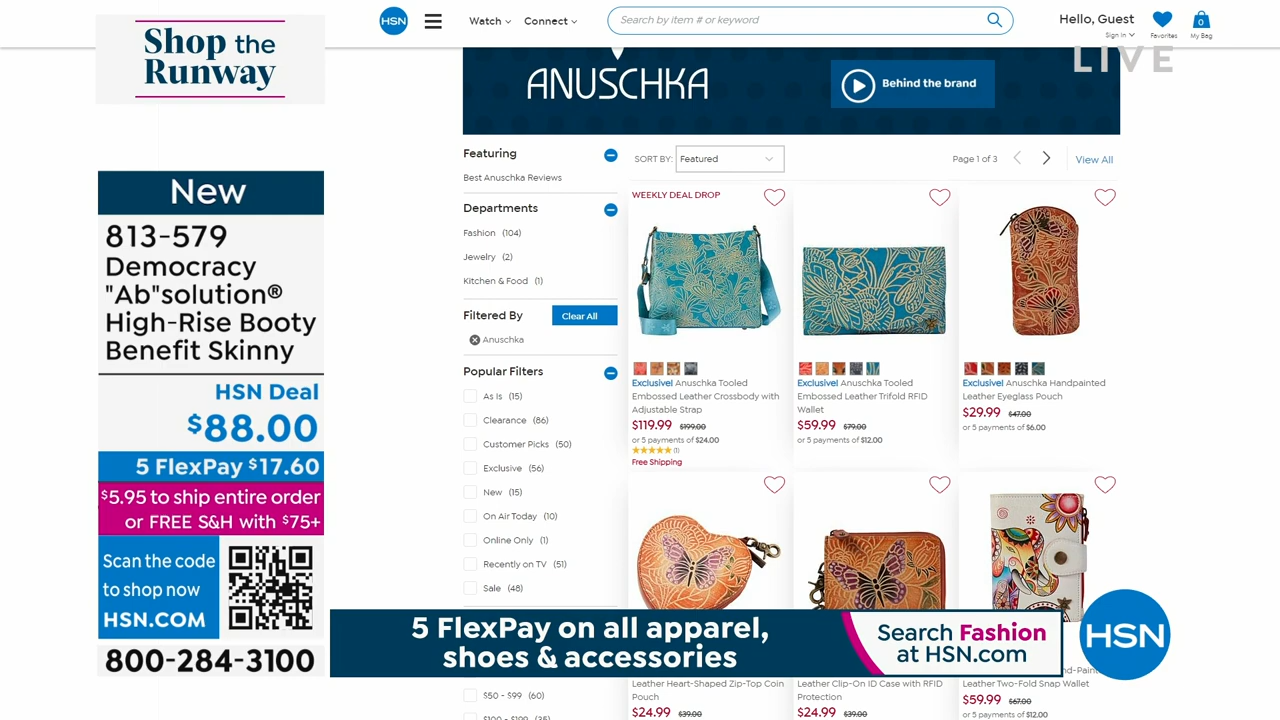 Shop the
Runway
HSN
Watch
Connect
Search by item # or keyword
Hello, Guest
Sign In
Favorites
0
My Bag
LIVE
ANUSCHKA
Behind the brand
New
813-579
Democracy
"Ab"solution®
High-Rise Booty
Benefit Skinny
HSN Deal
$88.00
5 FlexPay $17.60
$5.95 to ship entire order
or FREE S&H with $75+
Scan the code
to shop now
HSN.COM
800-284-3100
Featuring
Best Anuschka Reviews
Departments
Fashion (104)
Jewelry (2)
Kitchen & Food (1)
Filtered By
Clear All
Anuschka
Popular Filters
As Is (15)
Clearance (86)
Customer Picks (50)
Exclusive (56)
New (15)
On Air Today (10)
Online Only (1)
Recently on TV (51)
Sale (48)
$50 - $99 (60)
$100 - $199 (35)
SORT BY: Featured
Page 1 of 3
View All
WEEKLY DEAL DROP
Exclusive! Anuschka Tooled
Embossed Leather Crossbody with
Adjustable Strap
$119.99 $199.00
or 5 payments of $24.00
(1)
Free Shipping
Exclusive! Anuschka Tooled
Embossed Leather Trifold RFID
Wallet
$59.99 $79.00
or 5 payments of $12.00
Exclusive! Anuschka Handpainted
Leather Eyeglass Pouch
$29.99 $47.00
or 5 payments of $6.00
Leather Heart-Shaped Zip-Top Coin
Pouch
$24.99 $39.00
Leather Clip-On ID Case with RFID
Protection
$24.99 $39.00
nd-Paint
Leather Two-Fold Snap Wallet
$59.99 $67.00
or 5 payments of $12.00
5 FlexPay on all apparel,
shoes & accessories
Search Fashion
at HSN.com
HSN